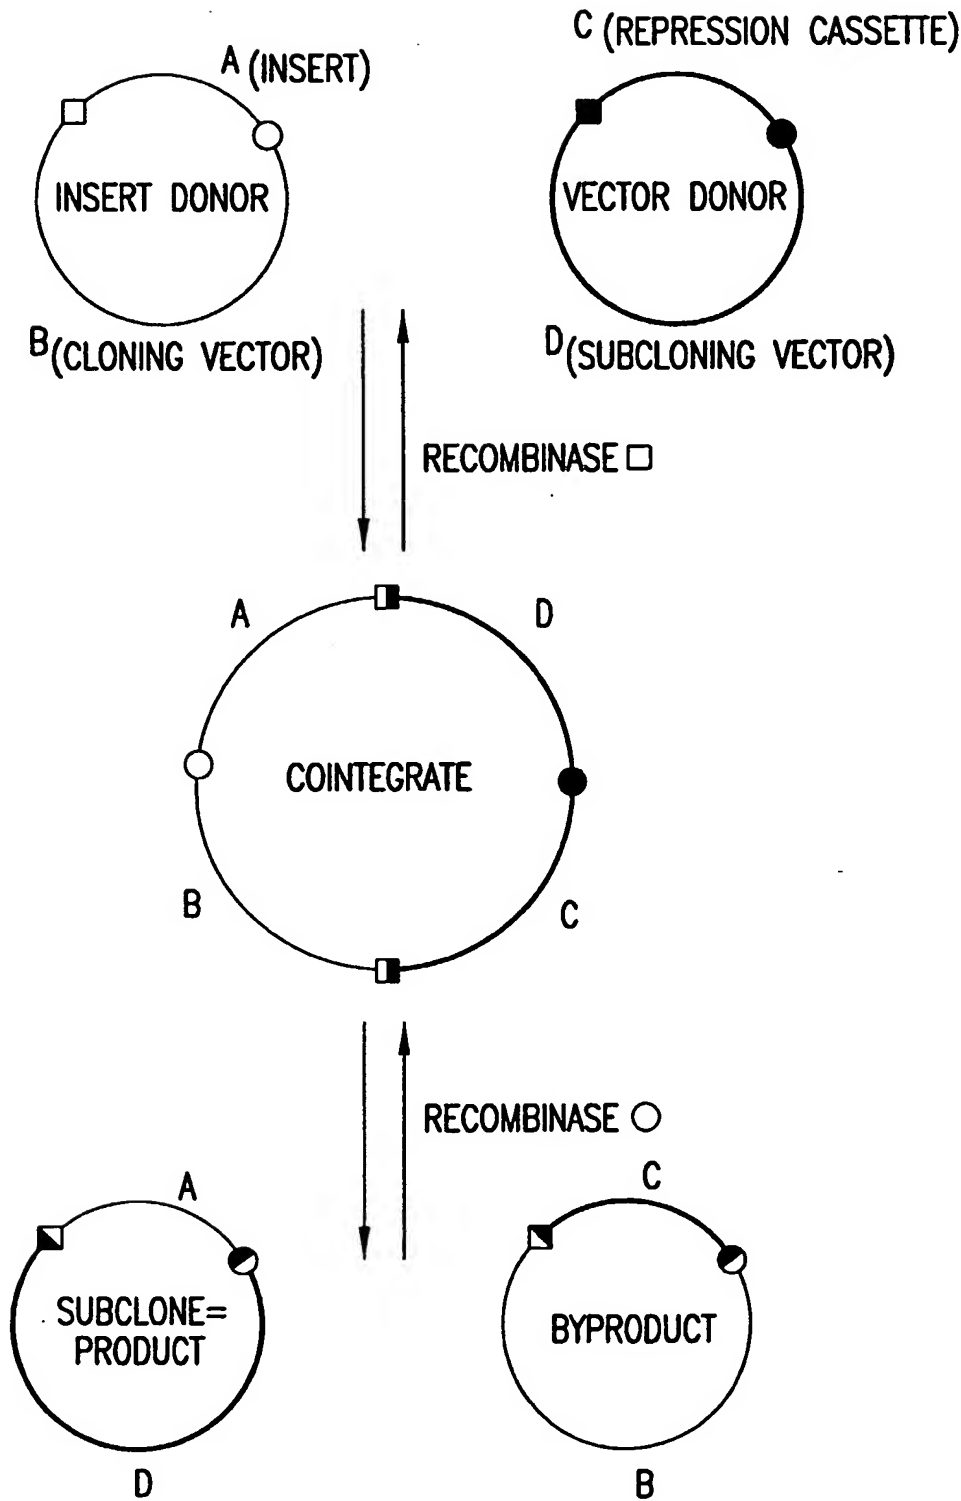 A (INSERT)
C (REPRESSION CASSETTE)
INSERT DONOR
VECTOR DONOR
B (CLONING VECTOR)
D (SUBCLONING VECTOR)
RECOMBINASE
A
D
COINTEGRATE
B
C
RECOMBINASE
A
C
SUBCLONE=
PRODUCT
BYPRODUCT
D
B